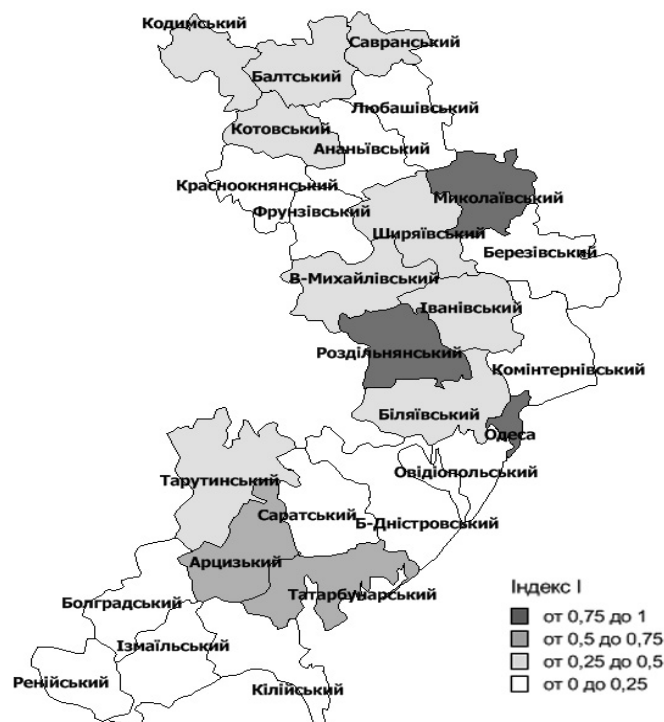 Кодимський
Савранський
Балтський
Любашівський
Котовський
Ананьївський
Красноокнянський
Миколаївський
Фрунзівський
Ширяївський
Березівський
В-Михайлівський
Іванівський
Роздільнянський
Комінтернівський
Біляївський
Одеса
Овідіопольський
Тарутинський
Саратський
Б-Дністровський
Арцизький
Татарбунарський
Болградський
Ізмаїльський
Ренійський
Кілійський
Індекс І
от 0,75 до 1
от 0,5 до 0,75
от 0,25 до 0,5
от 0 до 0,25